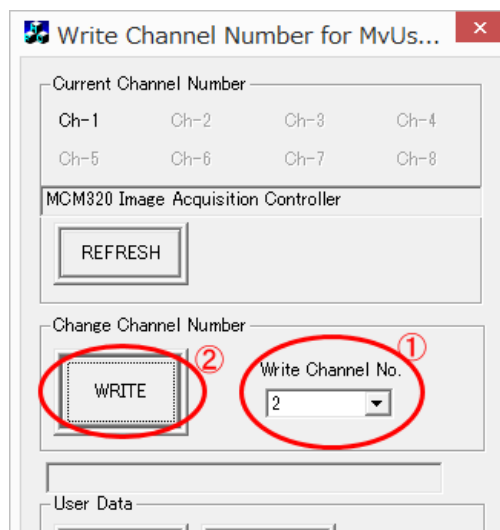 Write Channel Number for MvUs...
Current Channel Number
Ch-1 Ch-2 Ch-3 Ch-4
Ch-5 Ch-6 Ch-7 Ch-8
MCM320 Image Acquisition Controller
REFRESH
Change Channel Number
② ①
Write Channel No.
WRITE
2
User Data